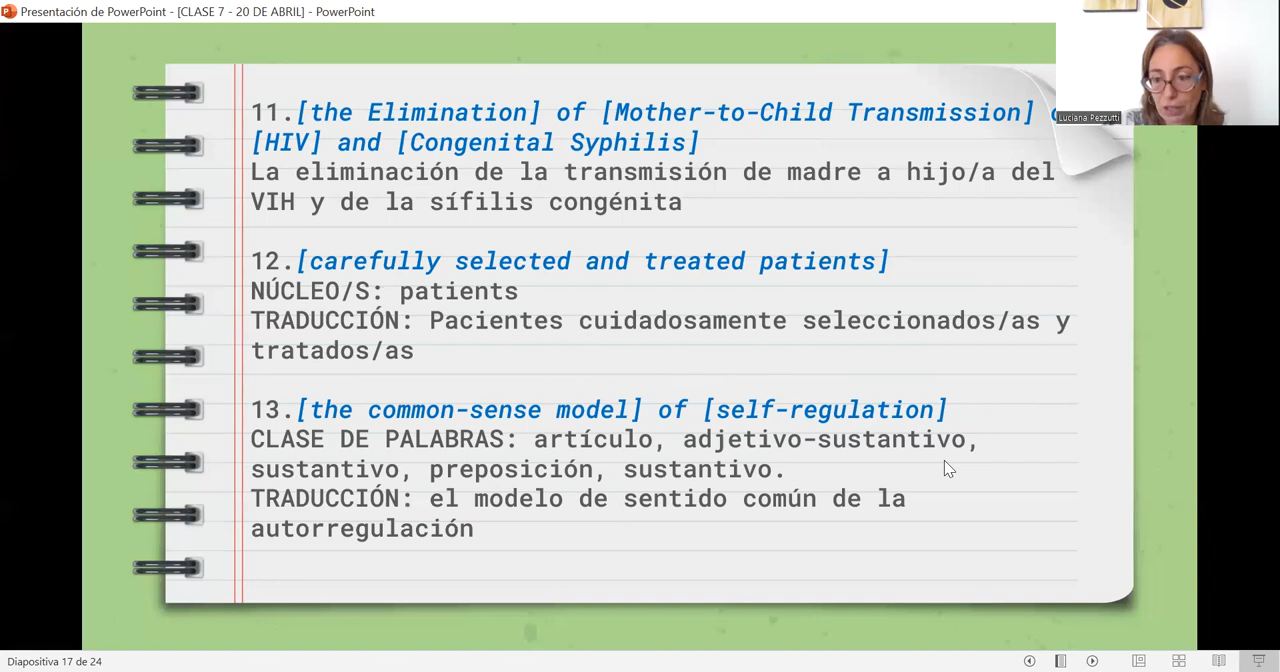 Presentación de PowerPoint - [CLASE 7 - 20 DE ABRIL] - PowerPoint
11.[the Elimination] of [Mother-to-Child Transmission]
[HIV] and [Congenital Syphilis]
La eliminación de la transmisión de madre a hijo/a del
VIH y de la sífilis congénita
12.[carefully selected and treated patients]
NÚCLEO/S: patients
TRADUCCIÓN: Pacientes cuidadosamente seleccionados/as y
tratados/as
13.[the common-sense model] of [self-regulation]
CLASE DE PALABRAS: artículo, adjetivo-sustantivo,
sustantivo, preposición, sustantivo.
TRADUCCIÓN: el modelo de sentido común de la
autorregulación
Luciana Pezzutti
Diapositiva 17 de 24